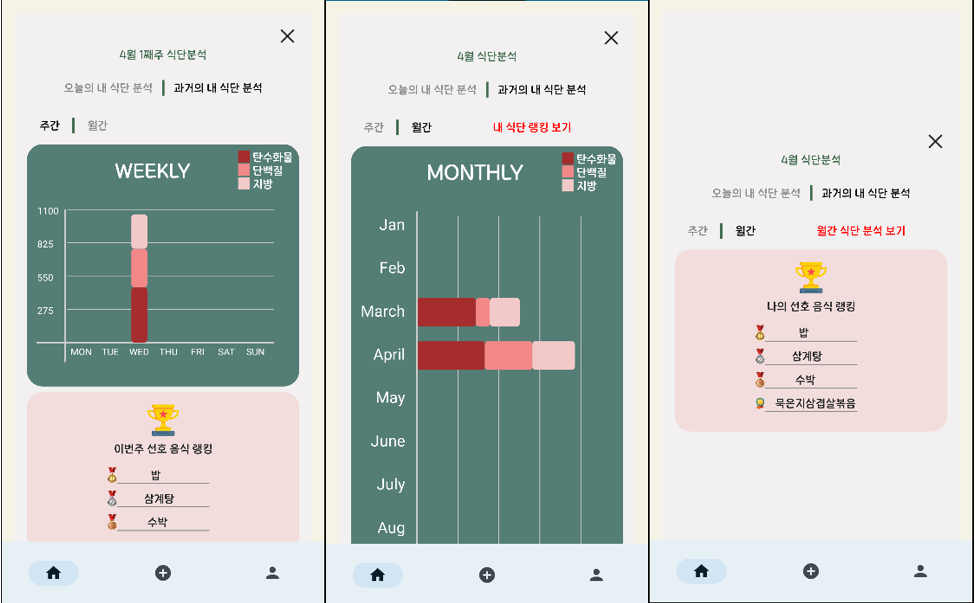 4월 1째주 식단분석
오늘의 내 식단 분석 과거의 내 식단 분석
주간 월간
WEEKLY
탄수화물
단백질
지방
1100
825
550
275
MON TUE WED THU FRI SAT SUN
이번주 선호 음식 랭킹
밥
삼계탕
수박
4월 식단분석
오늘의 내 식단 분석 과거의 내 식단 분석
주간 월간 내 식단 랭킹 보기
MONTHLY
탄수화물
단백질
지방
Jan
Feb
March
April
May
June
July
Aug
4월 식단분석
오늘의 내 식단 분석 과거의 내 식단 분석
주간 월간 월간 식단 분석 보기
나의 선호 음식 랭킹
밥
삼계탕
수박
묵은지삼겹살볶음